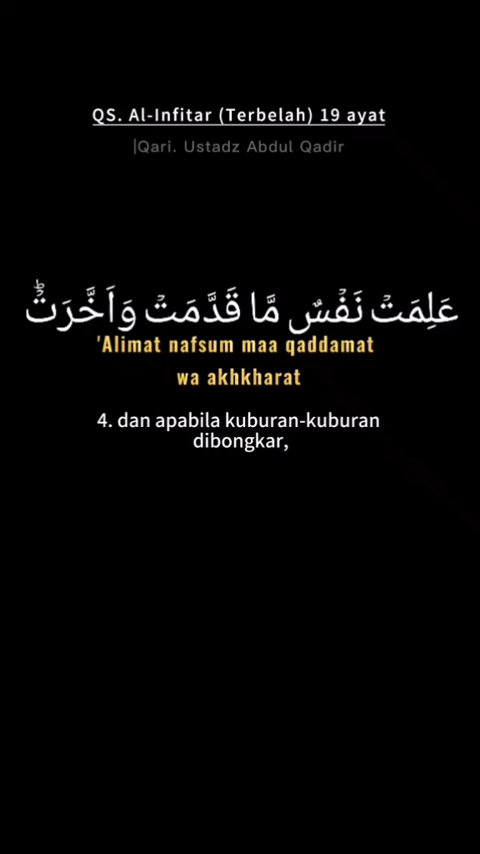 QS. Al-Infitar (Terbelah) 19 ayat
|Qari. Ustadz Abdul Qadir
عَلِمَتْ نَفْسٌ مَّا قَدَّمَتْ وَاَخَّرَتْۗ
'Alimat nafsum maa qaddamat
wa akhkharat
4. dan apabila kuburan-kuburan
dibongkar,